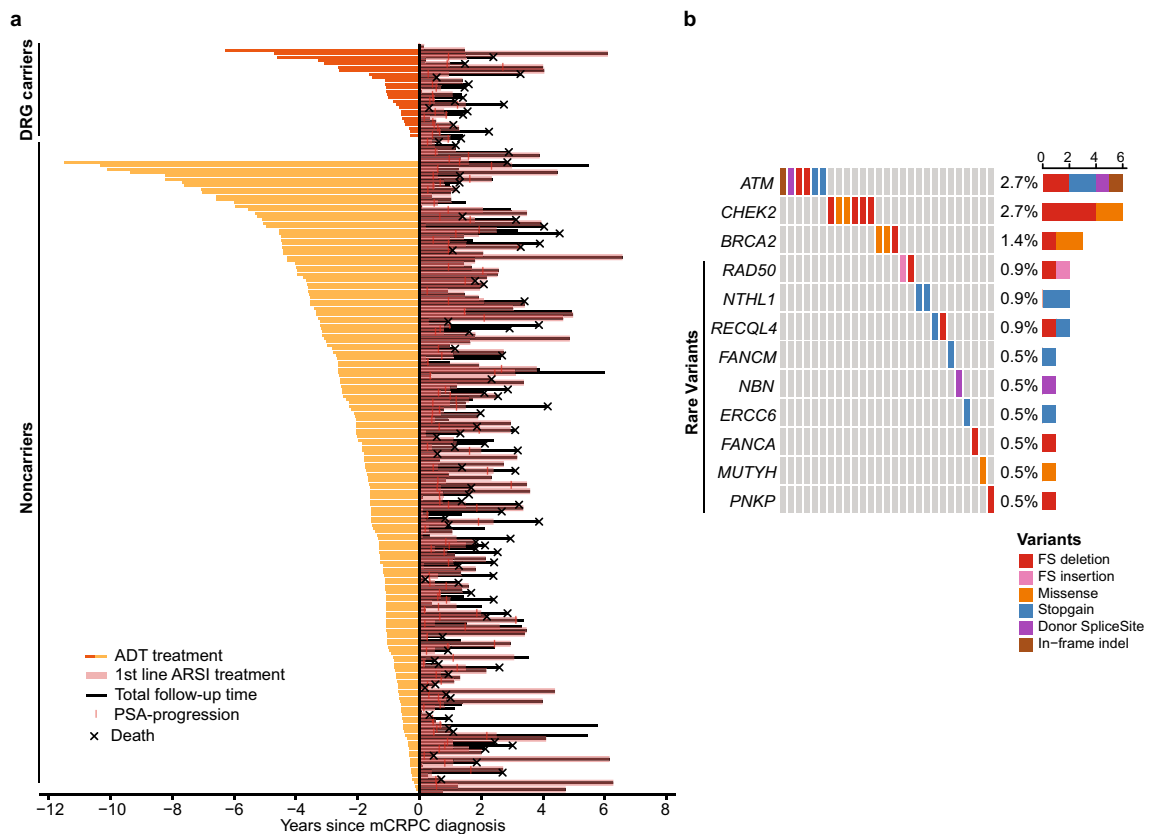 a
DRG carriers
Noncarriers
ADT treatment
1st line ARSI treatment
Total follow-up time
PSA-progression
Death
−12 −10 −8 −6 −4 −2 0 2 4 6 8
Years since mCRPC diagnosis
b
0 2 4 6
ATM 2.7%
CHEK2 2.7%
BRCA2 1.4%
Rare Variants
RAD50 0.9%
NTHL1 0.9%
RECQL4 0.9%
FANCM 0.5%
NBN 0.5%
ERCC6 0.5%
FANCA 0.5%
MUTYH 0.5%
PNKP 0.5%
Variants
FS deletion
FS insertion
Missense
Stopgain
Donor SpliceSite
In−frame indel